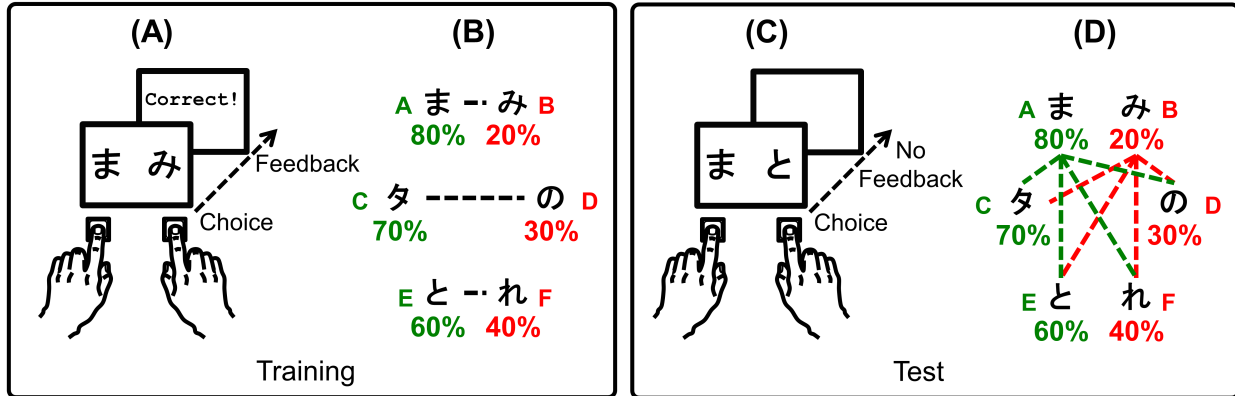 (A)
Correct!
ま み
Feedback
Choice
(B)
A ま み B
80% 20%
C タ の D
70% 30%
E と れ F
60% 40%
Training
(C)
ま と
No
Feedback
Choice
(D)
A ま み B
80% 20%
C タ の D
70% 30%
E と れ F
60% 40%
Test